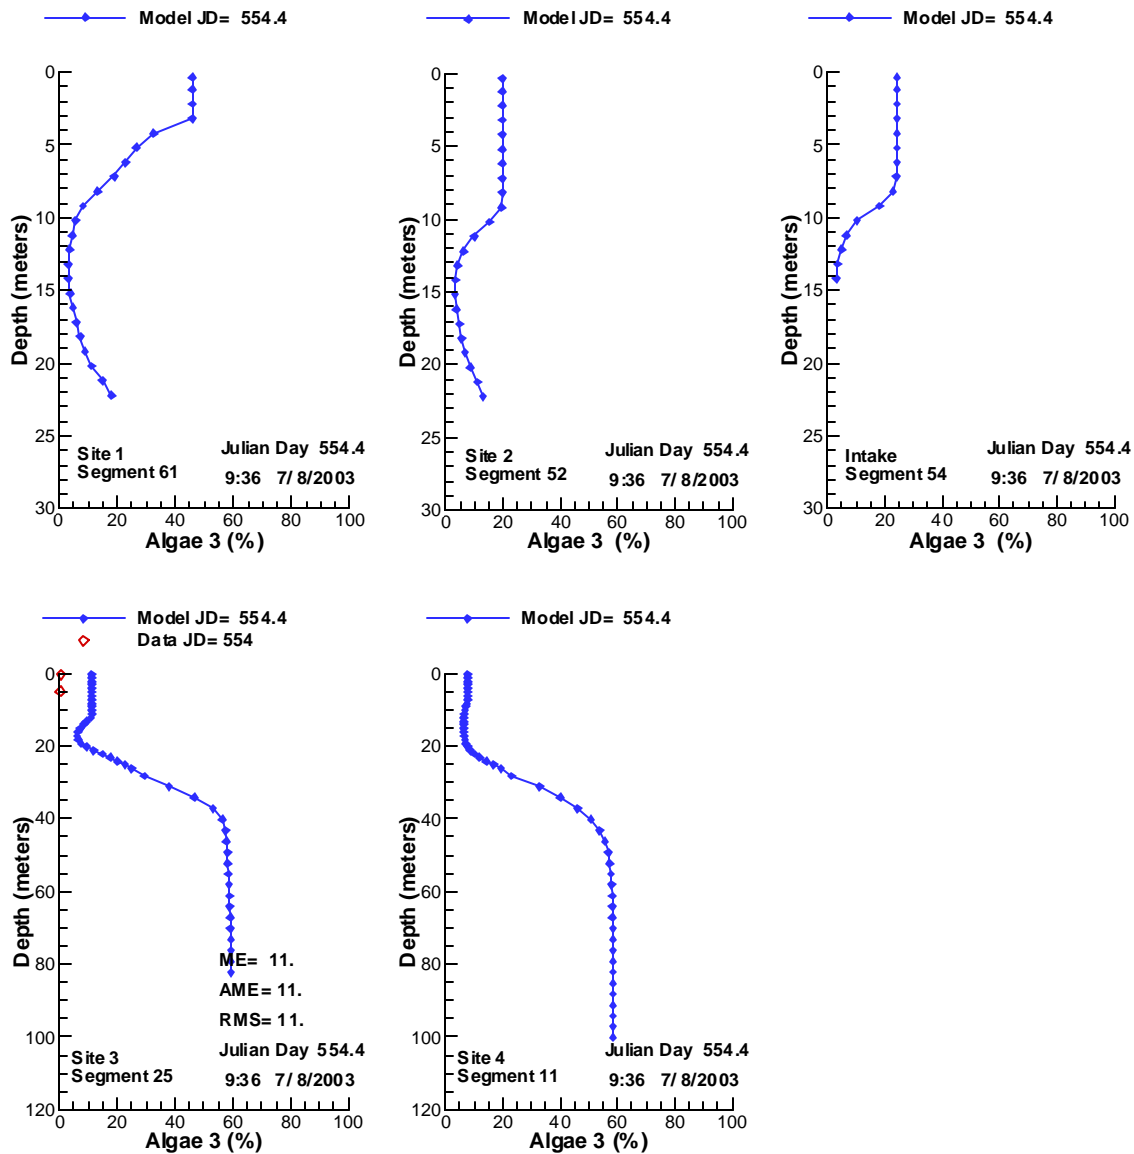 Model JD= 554.4
0
5
10
15
20
25
30
Depth (meters)
Site 1
Segment 61
Julian Day 554.4
9:36 7/ 8/2003
0 20 40 60 80 100
Algae 3 (%)
Model JD= 554.4
0
5
10
15
20
25
30
Depth (meters)
Site 2
Segment 52
Julian Day 554.4
9:36 7/ 8/2003
0 20 40 60 80 100
Algae 3 (%)
Model JD= 554.4
0
5
10
15
20
25
30
Depth (meters)
Intake
Segment 54
Julian Day 554.4
9:36 7/ 8/2003
0 20 40 60 80 100
Algae 3 (%)
Model JD= 554.4
Data JD= 554
0
20
40
60
80
100
120
Depth (meters)
ME= 11.
AME= 11.
RMS= 11.
Site 3
Segment 25
Julian Day 554.4
9:36 7/ 8/2003
0 20 40 60 80 100
Algae 3 (%)
Model JD= 554.4
0
20
40
60
80
100
120
Depth (meters)
Site 4
Segment 11
Julian Day 554.4
9:36 7/ 8/2003
0 20 40 60 80 100
Algae 3 (%)